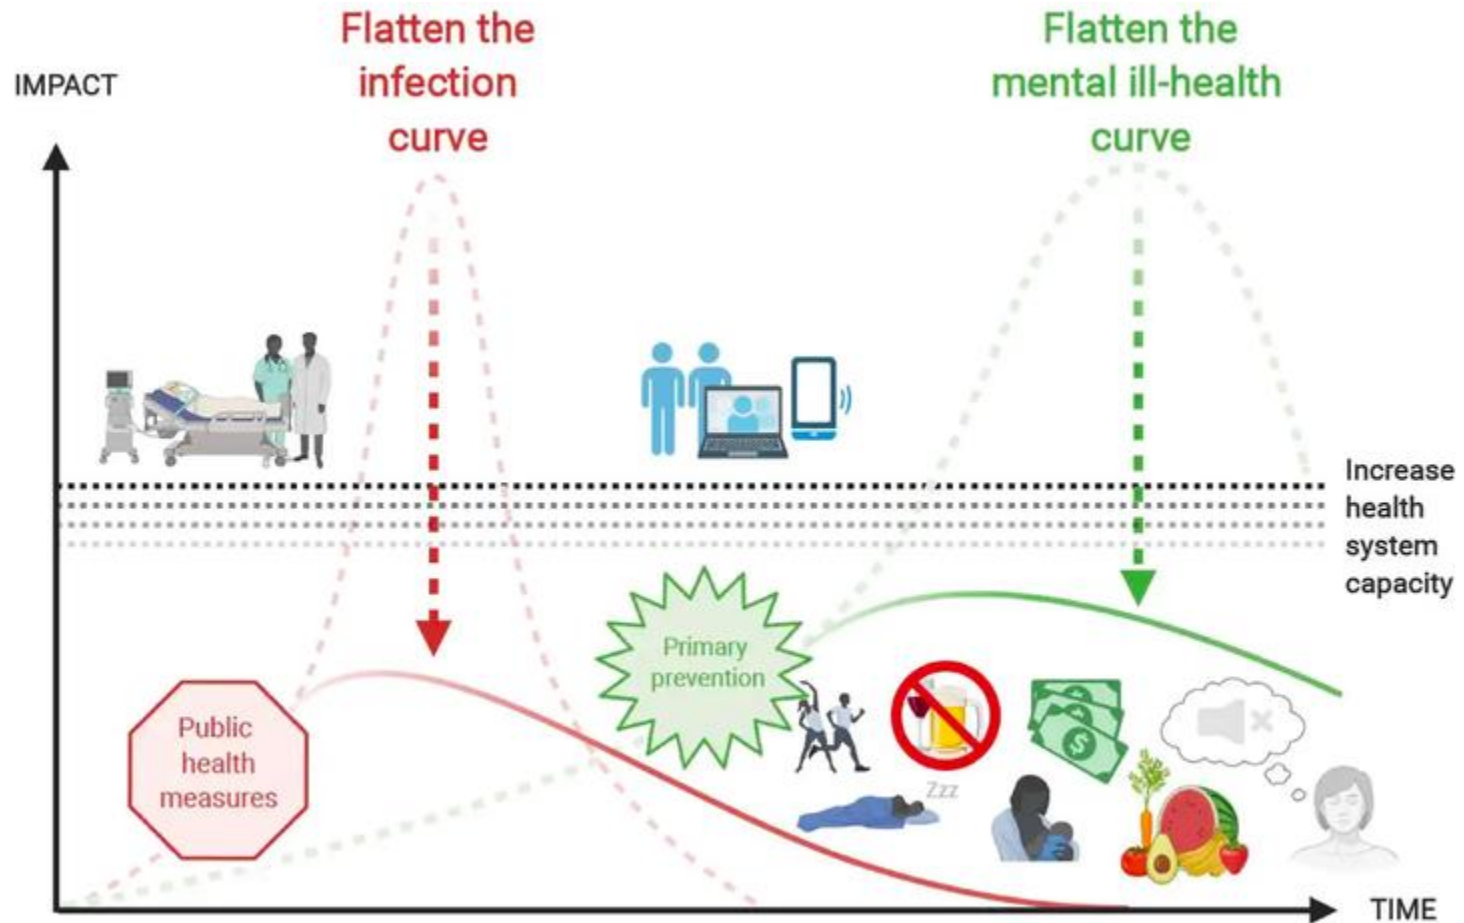 Flatten the
infection
curve
Flatten the
mental ill-health
curve
IMPACT
Increase
health
system
capacity
Primary
prevention
Public
health
measures
Zzz
TIME